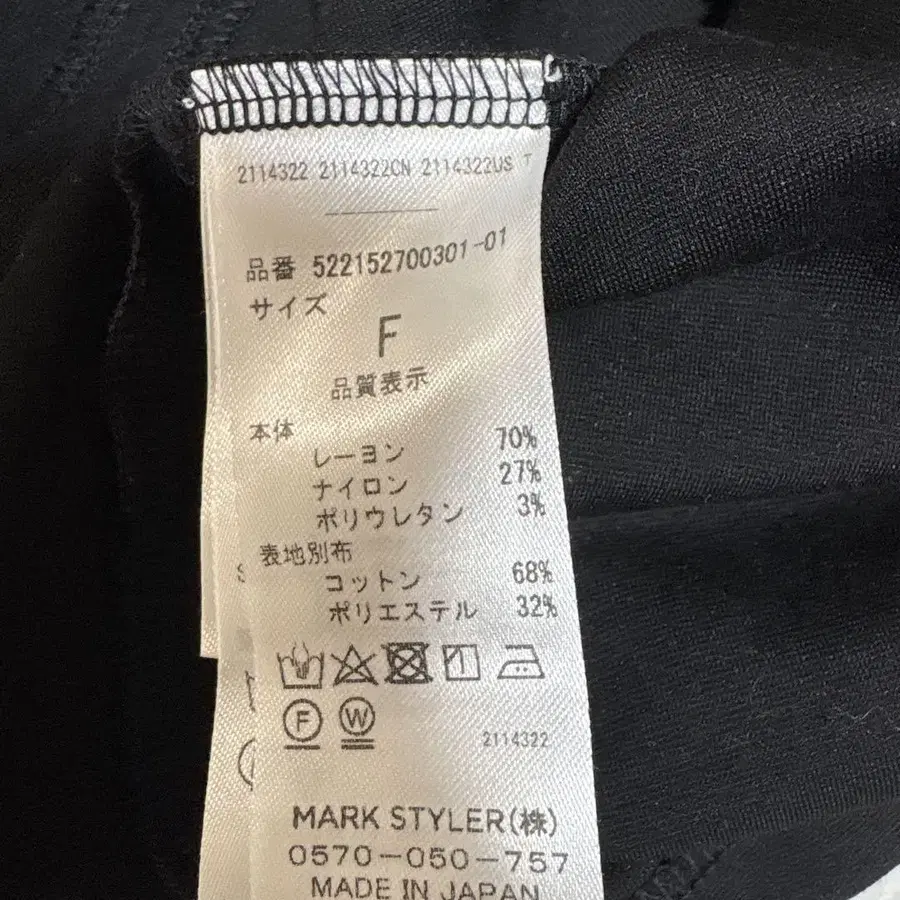 2114322 2114322CN 2114322US T
品番 522152700301-01
サイズ
F
品質表示
本体
レーヨン 70%
ナイロン 27%
ポリウレタン 3%
表地別布
コットン 68%
ポリエステル 32%
F W
2114322
MARK STYLER(株)
0570-050-757
MADE IN JAPAN